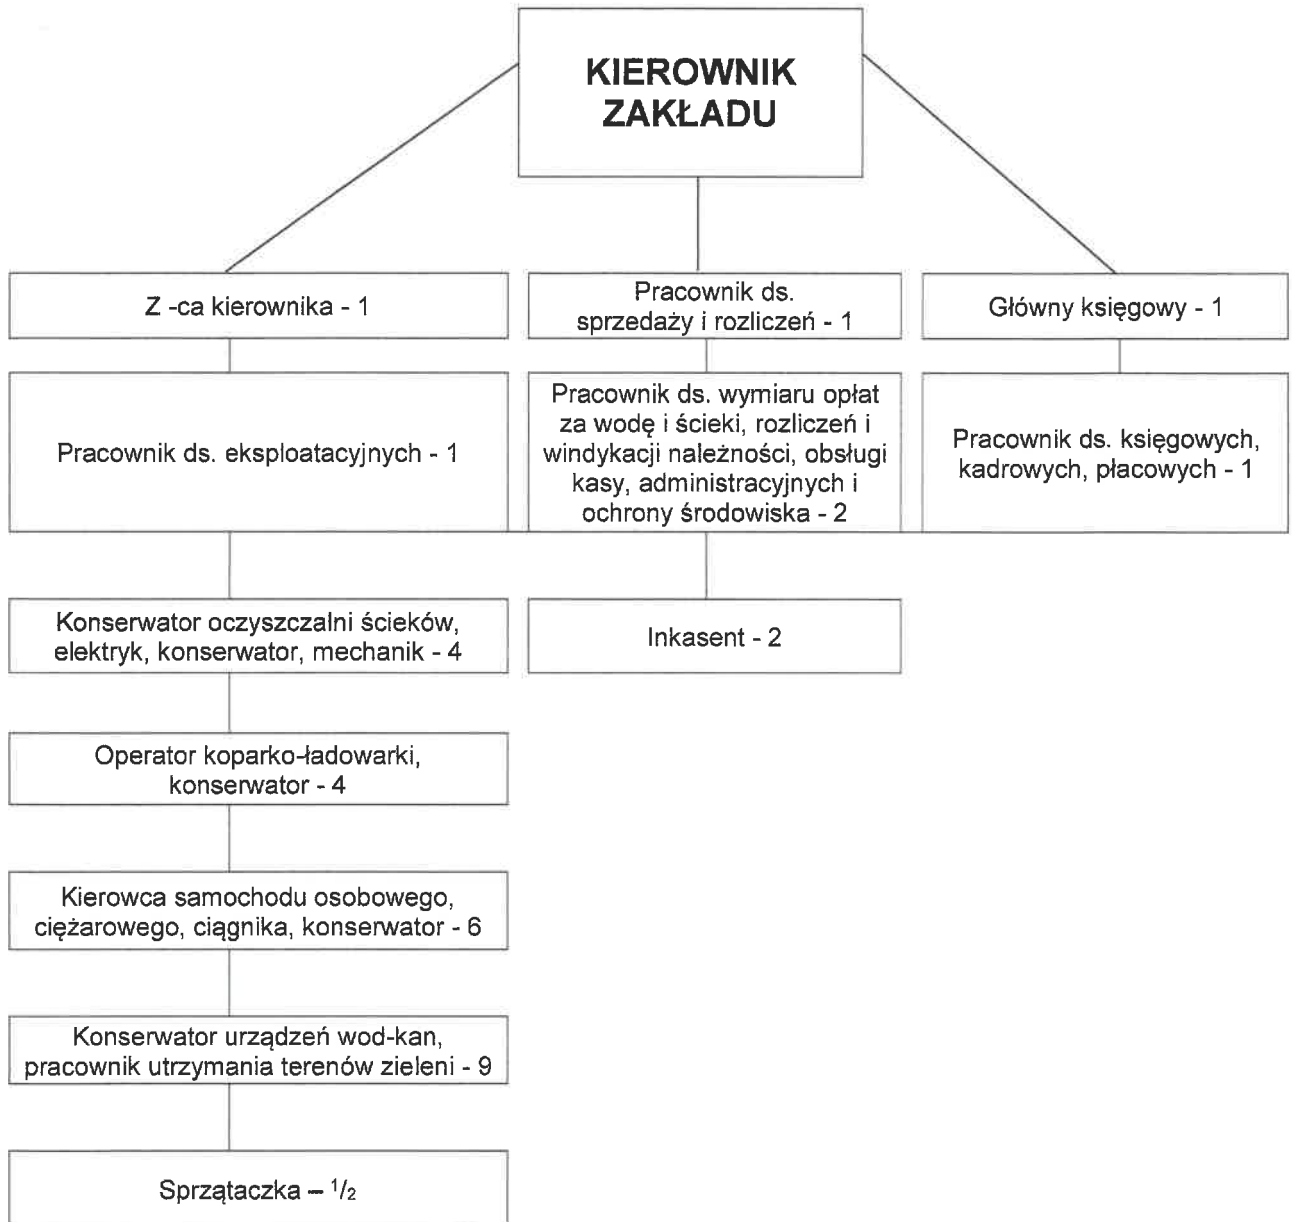 KIEROWNIK
ZAKŁADU
Z -ca kierownika - 1
Pracownik ds.
sprzedaży i rozliczeń - 1
Główny księgowy - 1
Pracownik ds. eksploatacyjnych - 1
Pracownik ds. wymiaru opłat
za wodę i ścieki, rozliczeń i
windykacji należności, obsługi
kasy, administracyjnych i
ochrony środowiska - 2
Pracownik ds. księgowych,
kadrowych, płacowych - 1
Konserwator oczyszczalni ścieków,
elektryk, konserwator, mechanik - 4
Inkasent - 2
Operator koparko-ładowarki,
konserwator - 4
Kierowca samochodu osobowego,
ciężarowego, ciągnika, konserwator - 6
Konserwator urządzeń wod-kan,
pracownik utrzymania terenów zieleni - 9
Sprzątaczka – 1/2